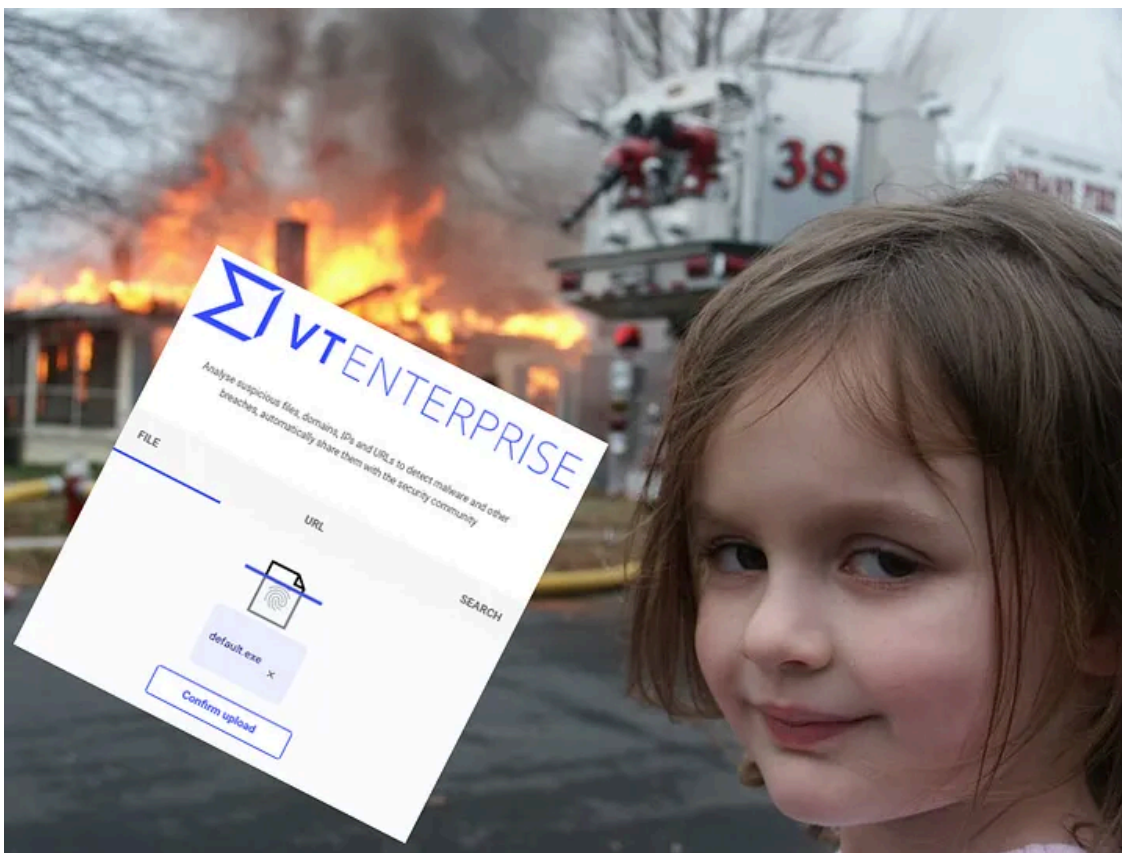 38
VTENTERPRISE
Analyse suspicious files, domains, IPs and URLs to detect malware and other
breaches, automatically share them with the security community
FILE
URL
SEARCH
default.exe
×
Confirm upload